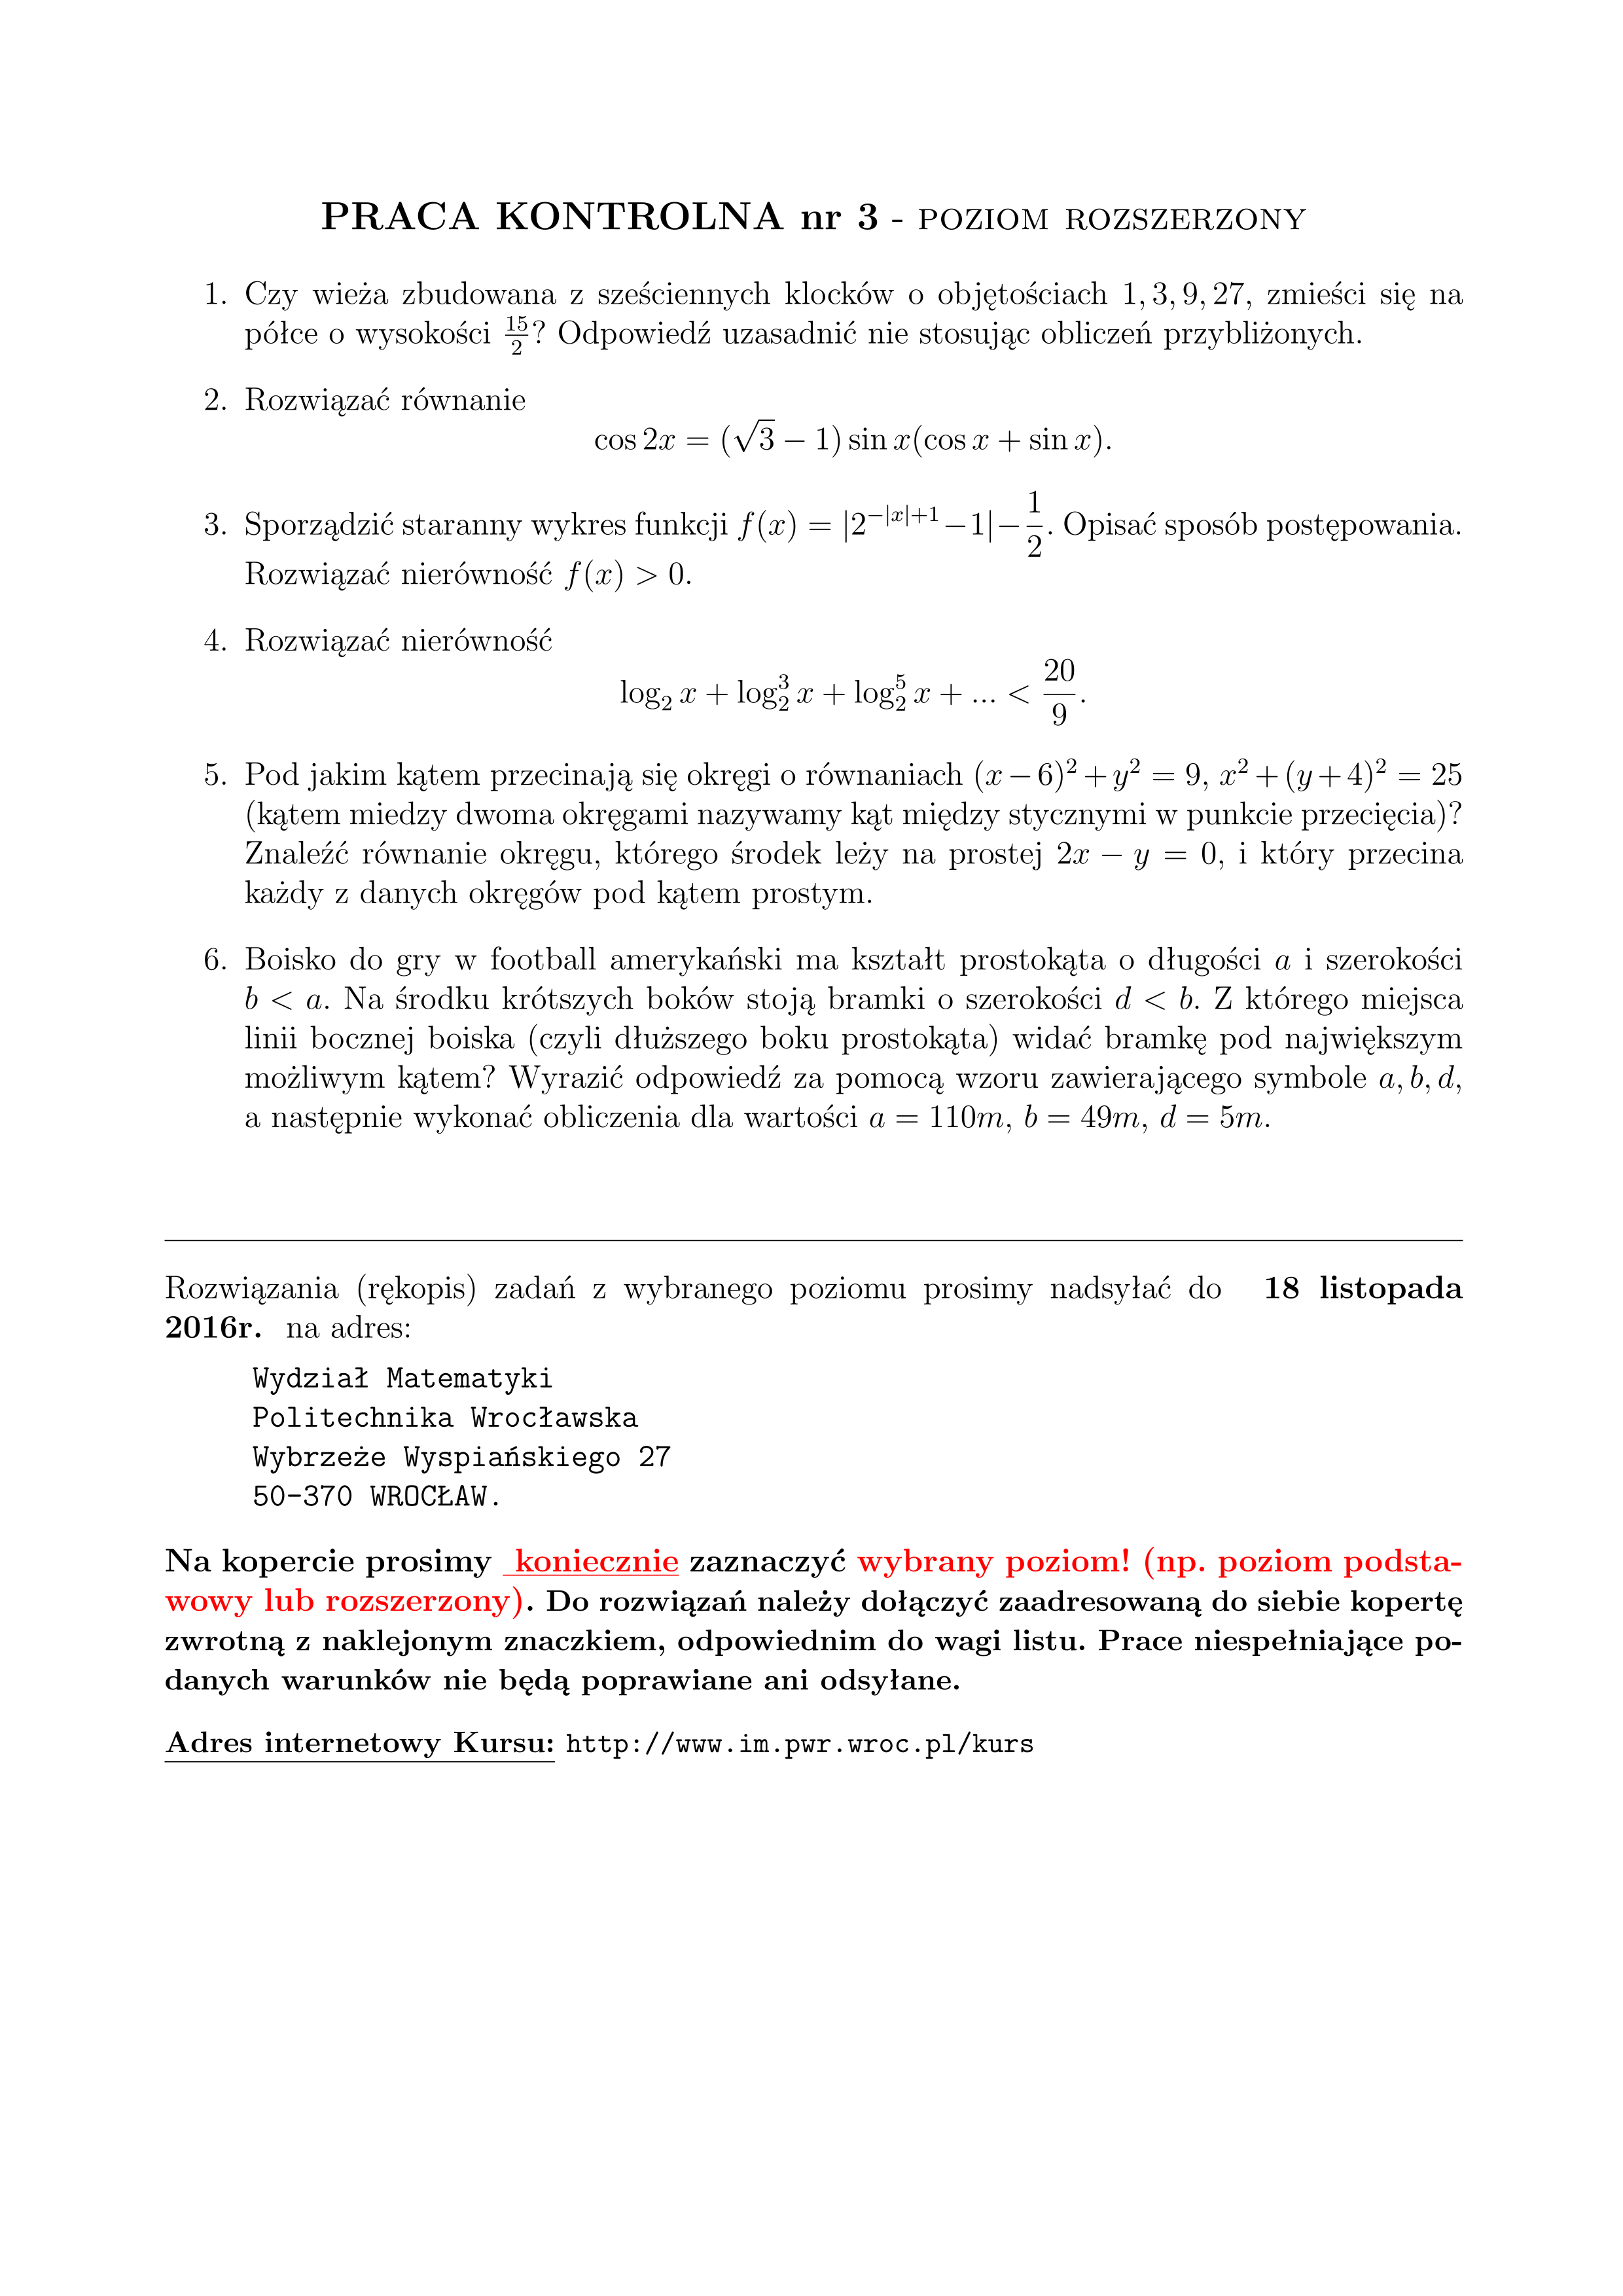 PRACA KONTROLNA nr 3 - POZIOM ROZSZERZONY
1. Czy wieża zbudowana z sześciennych klocków o objętościach 1, 3, 9, 27, zmieści się na
półce o wysokości $\frac{15}{2}$? Odpowiedź uzasadnić nie stosując obliczeń przybliżonych.
2. Rozwiązać równanie
$\cos 2x = (\sqrt{3} - 1) \sin x(\cos x + \sin x).$
3. Sporządzić staranny wykres funkcji $f(x) = |2^{-|x|+1} - 1| - \frac{1}{2}$. Opisać sposób postępowania.
Rozwiązać nierówność $f(x) > 0$.
4. Rozwiązać nierówność
$\log_2 x + \log_2^3 x + \log_2^5 x + ... < \frac{20}{9}.$
5. Pod jakim kątem przecinają się okręgi o równaniach $(x-6)^2 + y^2 = 9$, $x^2 + (y+4)^2 = 25$
(kątem miedzy dwoma okręgami nazywamy kąt między stycznymi w punkcie przecięcia)?
Znaleźć równanie okręgu, którego środek leży na prostej $2x - y = 0$, i który przecina
każdy z danych okręgów pod kątem prostym.
6. Boisko do gry w football amerykański ma kształt prostokąta o długości $a$ i szerokości
$b < a$. Na środku krótszych boków stoją bramki o szerokości $d < b$. Z którego miejsca
linii bocznej boiska (czyli dłuższego boku prostokąta) widać bramkę pod największym
możliwym kątem? Wyrazić odpowiedź za pomocą wzoru zawierającego symbole $a, b, d$,
a następnie wykonać obliczenia dla wartości $a = 110m$, $b = 49m$, $d = 5m$.
Rozwiązania (rękopis) zadań z wybranego poziomu prosimy nadsyłać do 18 listopada
2016r. na adres:
Wydział Matematyki
Politechnika Wrocławska
Wybrzeże Wyspiańskiego 27
50-370 WROCŁAW.
Na kopercie prosimy koniecznie zaznaczyć wybrany poziom! (np. poziom podsta-
wowy lub rozszerzony). Do rozwiązań należy dołączyć zaadresowaną do siebie kopertę
zwrotną z naklejonym znaczkiem, odpowiednim do wagi listu. Prace niespełniające po-
danych warunków nie będą poprawiane ani odsyłane.
Adres internetowy Kursu: http://www.im.pwr.wroc.pl/kurs